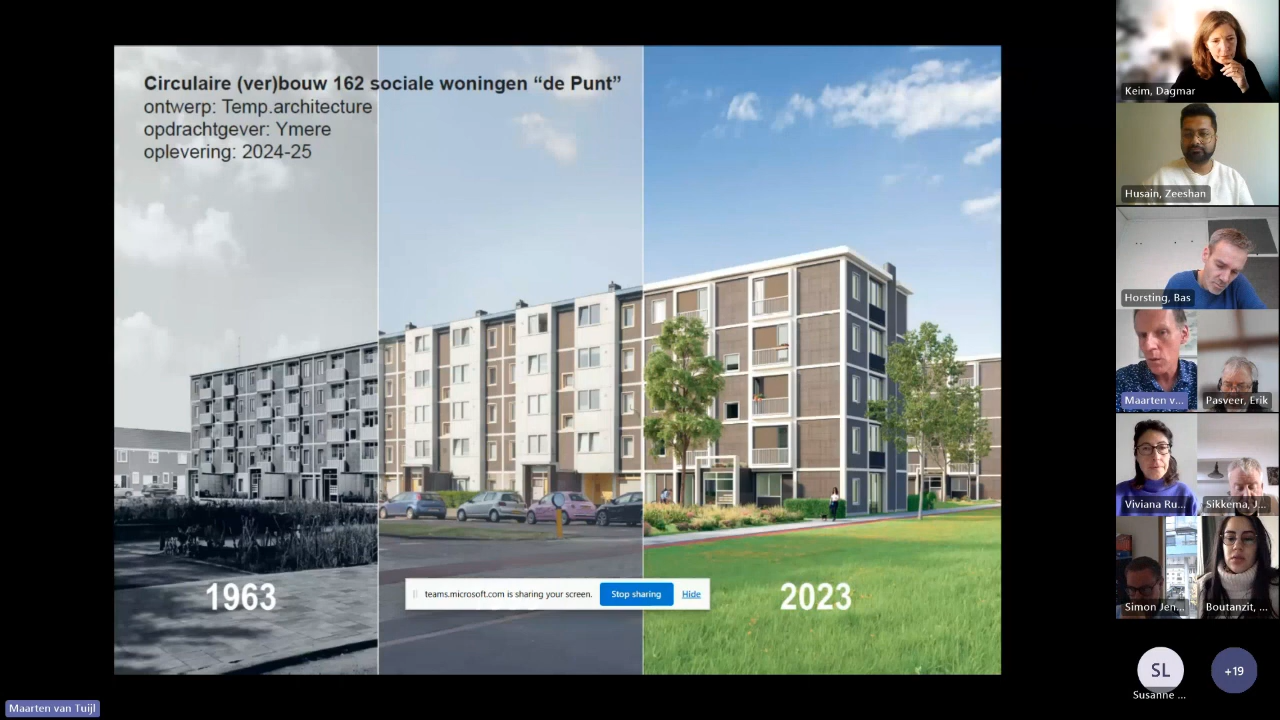 Circulaire (ver)bouw 162 sociale woningen “de Punt”
ontwerp: Temp.architecture
opdrachtgever: Ymere
oplevering: 2024-25
1963
2023
teams.microsoft.com is sharing your screen.
Stop sharing
Hide
Keim, Dagmar
Husain, Zeeshan
Horsting, Bas
Maarten v...
Pasveer, Erik
Viviana Ru...
Sikkema, J...
Simon Jen...
Boutanzit, ...
SL
Susanne ...
+19
Maarten van Tuijl